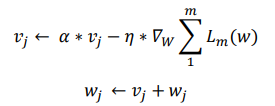 v_j ← α * v_j − η * ∇_W ∑_1^m L_m(w)
w_j ← v_j + w_j